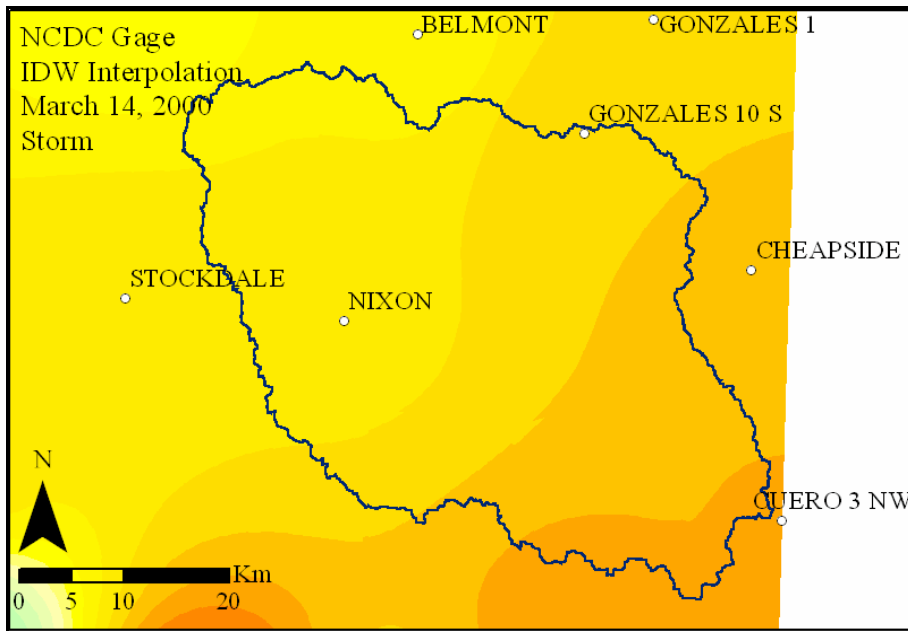 NCDC Gage
IDW Interpolation
March 14, 2000
Storm
BELMONT
GONZALES 1
GONZALES 10 S
CHEAPSIDE
STOCKDALE
NIXON
CUERO 3 NW
N
Km
0 5 10 20